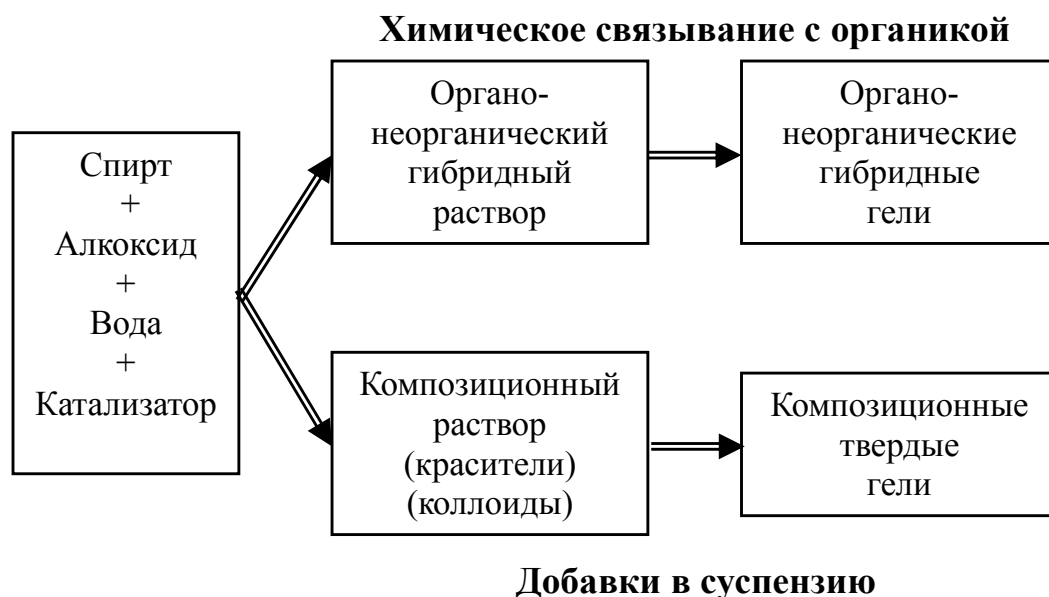 Химическое связывание с органикой
Спирт
+
Алкоксид
+
Вода
+
Катализатор
Органо-
неорганический
гибридный
раствор
Органо-
неорганические
гибридные
гели
Композиционный
раствор
(красители)
(коллоиды)
Композиционные
твердые
гели
Добавки в суспензию